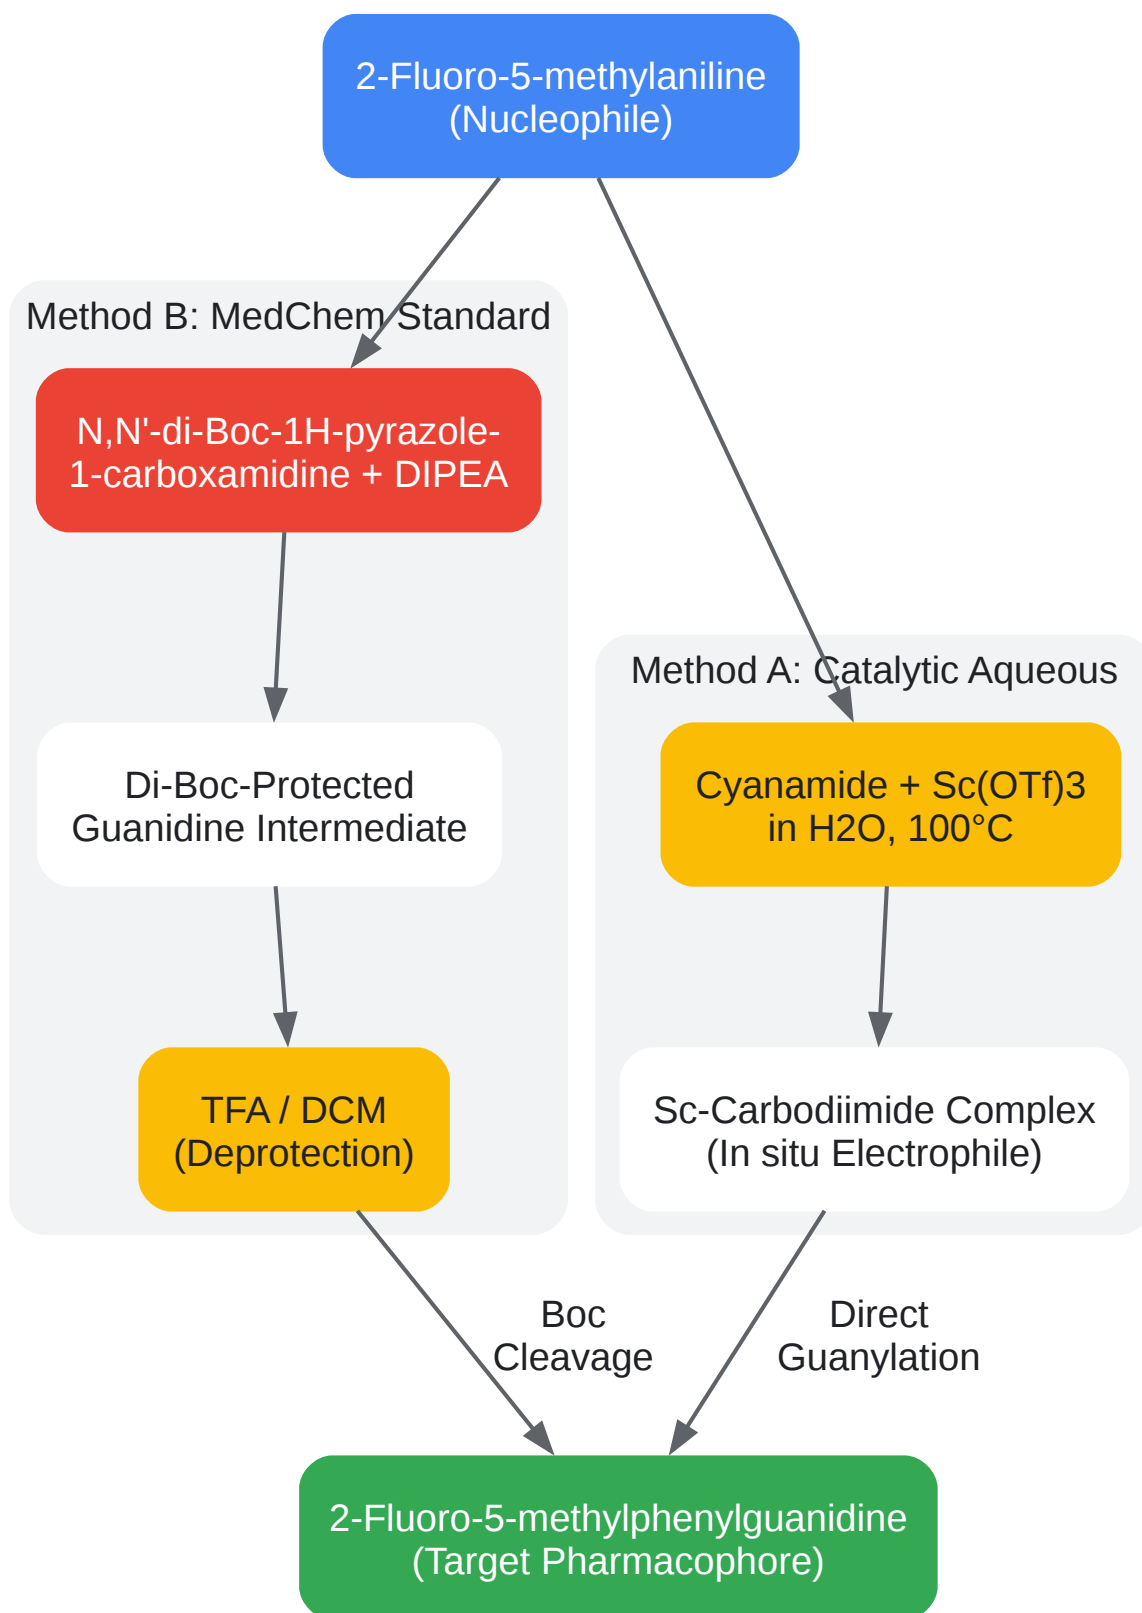 2-Fluoro-5-methylaniline
(Nucleophile)
Method B: MedChem Standard
N,N'-di-Boc-1H-pyrazole-
1-carboxamidine + DIPEA
Di-Boc-Protected
Guanidine Intermediate
TFA / DCM
(Deprotection)
Boc
Cleavage
Method A: Catalytic Aqueous
Cyanamide + Sc(OTf)3
in H2O, 100°C
Sc-Carbodiimide Complex
(In situ Electrophile)
Direct
Guanylation
2-Fluoro-5-methylphenylguanidine
(Target Pharmacophore)